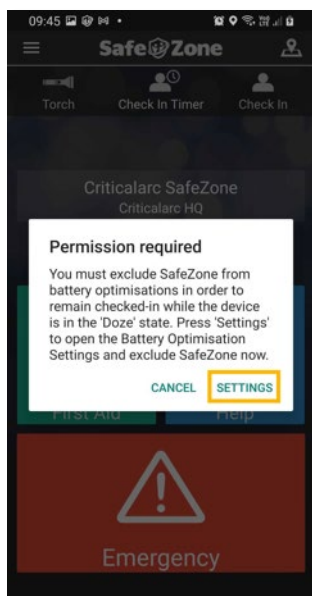 09:45
SafeZone
Torch
Check In Timer
Check In
Criticalarc SafeZone
Criticalarc HQ
Permission required
You must exclude SafeZone from
battery optimisations in order to
remain checked-in while the device
is in the 'Doze' state. Press 'Settings'
to open the Battery Optimisation
Settings and exclude SafeZone now.
CANCEL SETTINGS
First Aid
Help
Emergency